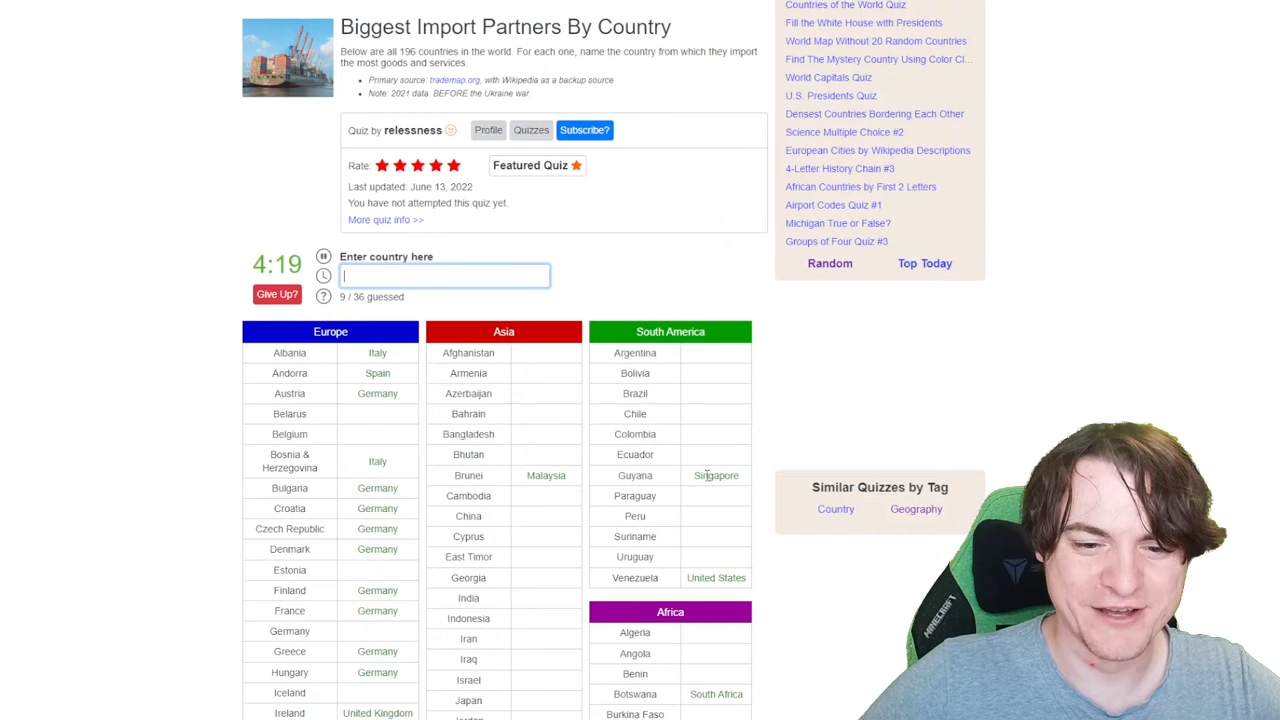 Biggest Import Partners By Country
Below are all 196 countries in the world. For each one, name the country from which they import
the most goods and services.
Primary source: trademap.org, with Wikipedia as a backup source
Note: 2021 data. BEFORE the Ukraine war.
Quiz by relessness Profile Quizzes Subscribe?
Rate: Featured Quiz
Last updated: June 13, 2022
You have not attempted this quiz yet.
More quiz info >>
4:19
Give Up?
?
Enter country here
9 / 36 guessed
Europe
Albania Italy
Andorra Spain
Austria Germany
Belarus
Belgium
Bosnia &
Herzegovina Italy
Bulgaria Germany
Croatia Germany
Czech Republic Germany
Denmark Germany
Estonia
Finland Germany
France Germany
Germany
Greece Germany
Hungary Germany
Iceland
Ireland United Kingdom
Asia
Afghanistan
Armenia
Azerbaijan
Bahrain
Bangladesh
Bhutan
Brunei Malaysia
Cambodia
China
Cyprus
East Timor
Georgia
India
Indonesia
Iran
Iraq
Israel
Japan
Jordan
South America
Argentina
Bolivia
Brazil
Chile
Colombia
Ecuador
Guyana Singapore
Paraguay
Peru
Suriname
Uruguay
Venezuela United States
Africa
Algeria
Angola
Benin
Botswana South Africa
Burkina Faso
Countries of the World Quiz
Fill the White House with Presidents
World Map Without 20 Random Countries
Find The Mystery Country Using Color Cl...
World Capitals Quiz
U.S. Presidents Quiz
Densest Countries Bordering Each Other
Science Multiple Choice #2
European Cities by Wikipedia Descriptions
4-Letter History Chain #3
African Countries by First 2 Letters
Airport Codes Quiz #1
Michigan True or False?
Groups of Four Quiz #3
Random Top Today
Similar Quizzes by Tag
Country Geography
MINECRAFT